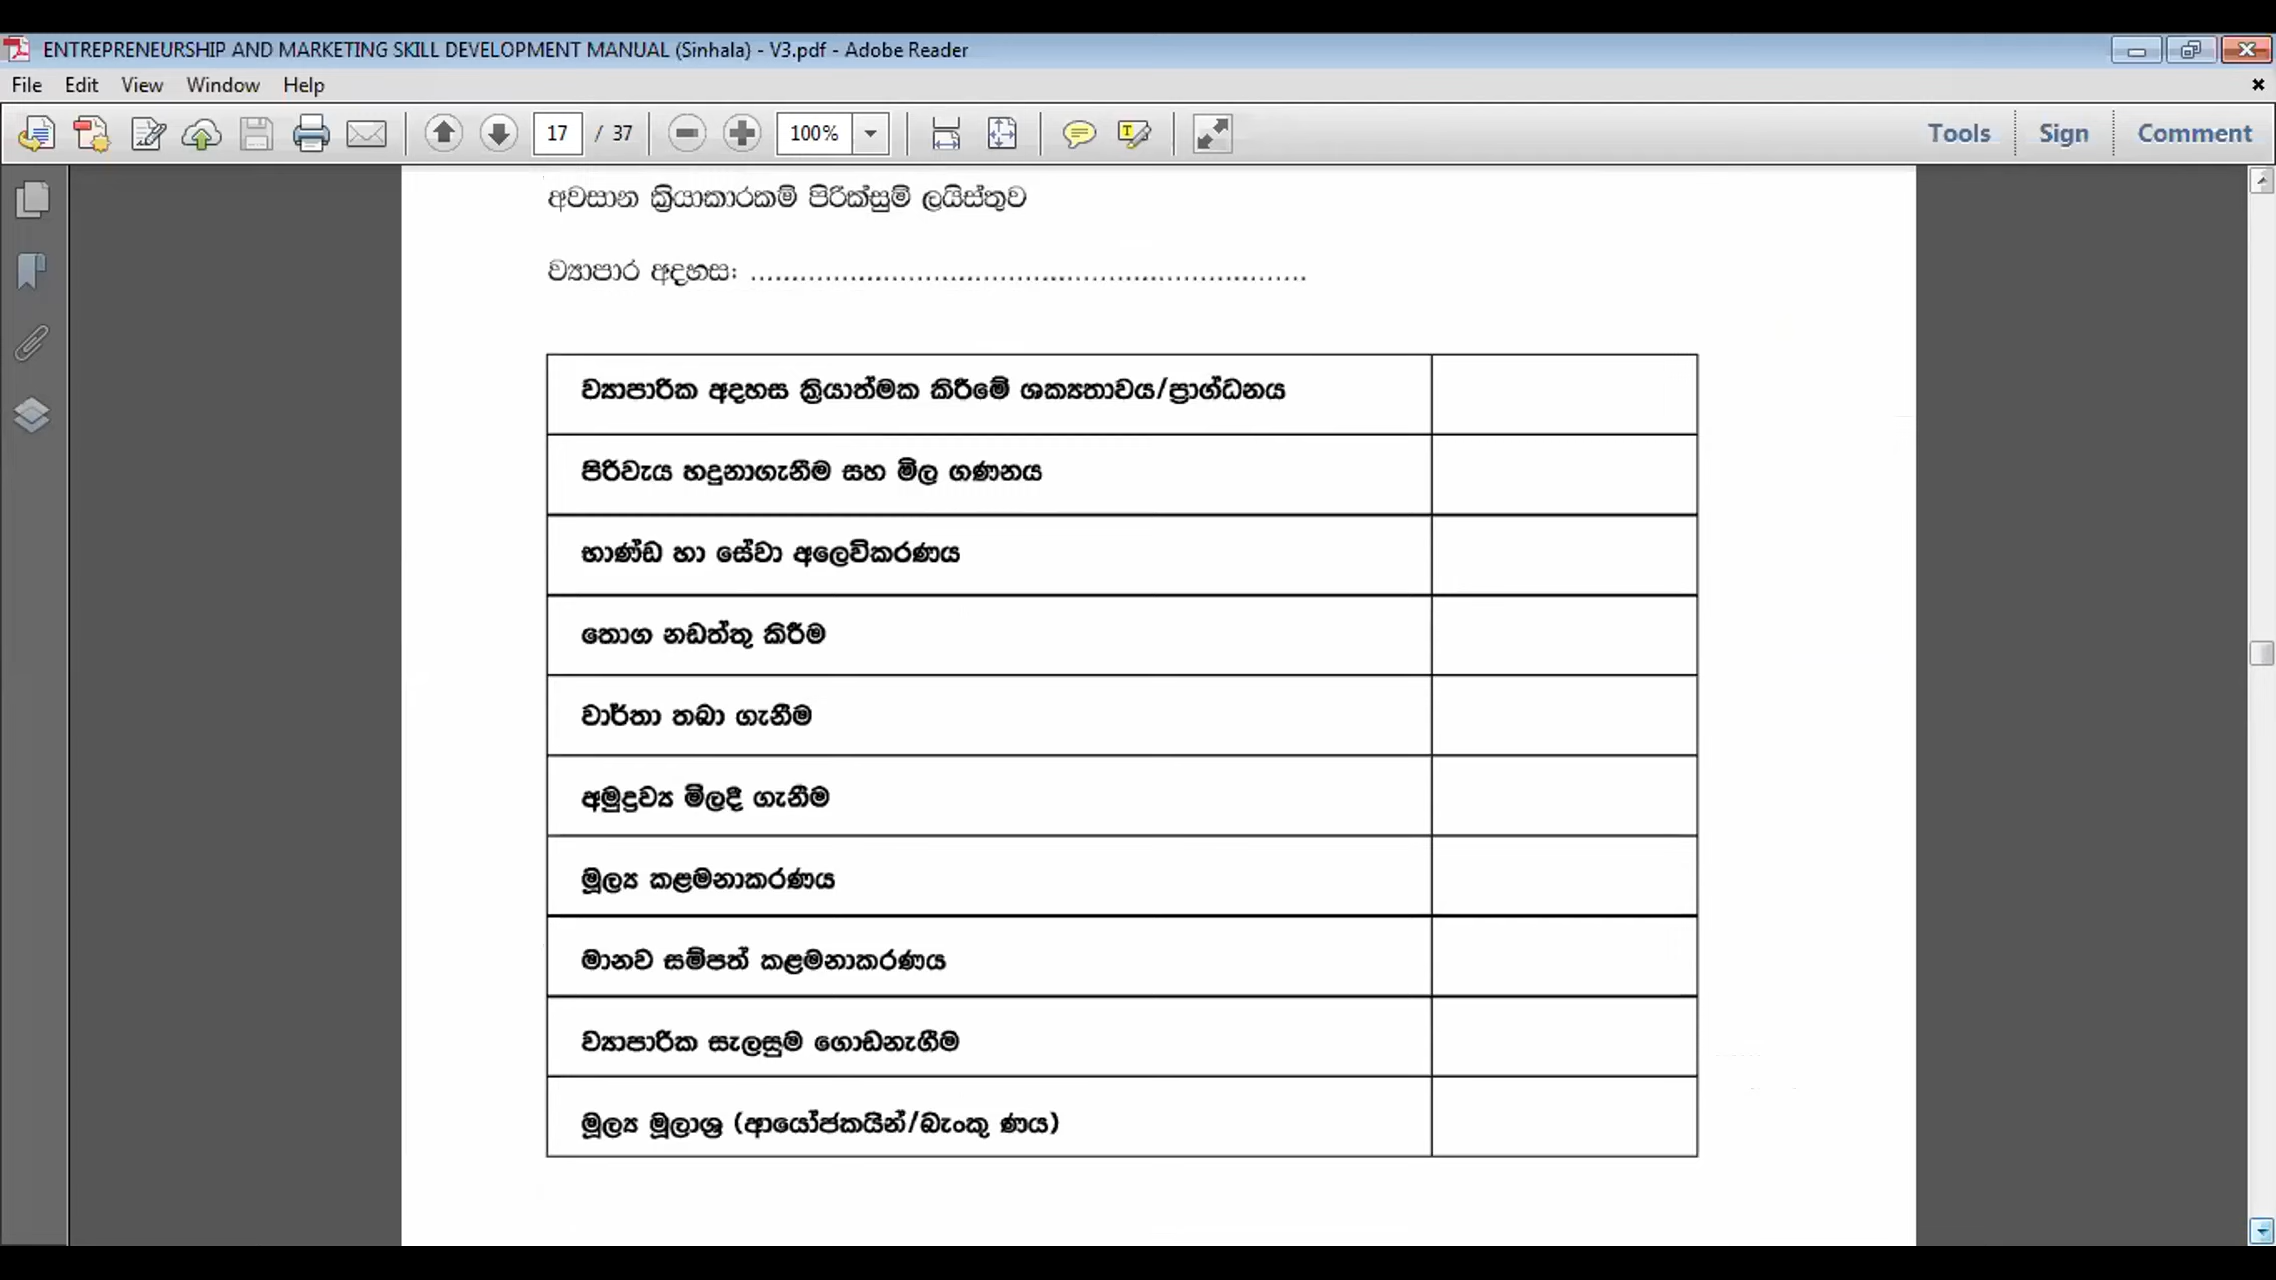 ENTREPRENEURSHIP AND MARKETING SKILL DEVELOPMENT MANUAL (Sinhala) - V3.pdf - Adobe Reader
File Edit View Window Help
17 / 37 100% Tools Sign Comment
අවසාන ක්‍රියාකාරකම් පිරික්සුම් ලයිස්තුව
ව්‍යාපාර අදහස: ....................................................................
ව්‍යාපාරික අදහස ක්‍රියාත්මක කිරීමේ ශක්‍යතාවය/ප්‍රාග්ධනය
පිරිවැය හදුනාගැනීම සහ මිල ගණනය
භාණ්ඩ හා සේවා අලෙවිකරණය
තොග නඩත්තු කිරීම
වාර්තා තබා ගැනීම
අමුද්‍රව්‍ය මිලදී ගැනීම
මූල්‍ය කළමනාකරණය
මානව සම්පත් කළමනාකරණය
ව්‍යාපාරික සැලසුම ගොඩනැගීම
මූල්‍ය මූලාශ්‍ර (ආයෝජකයින්/බැංකු ණය)